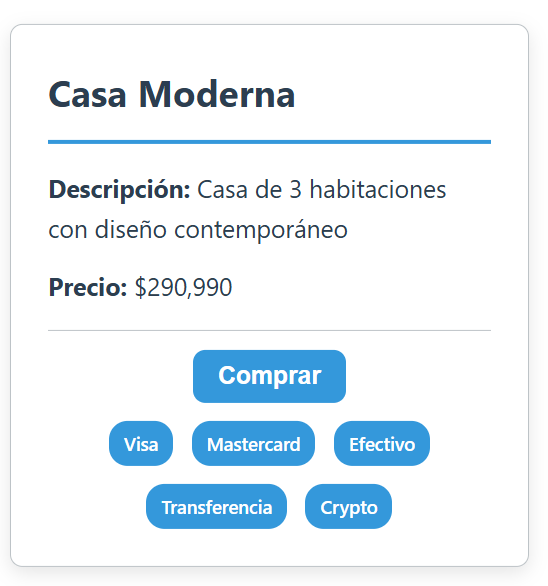 Casa Moderna
Descripción: Casa de 3 habitaciones
con diseño contemporáneo
Precio: $290,990
Comprar
Visa Mastercard Efectivo
Transferencia Crypto